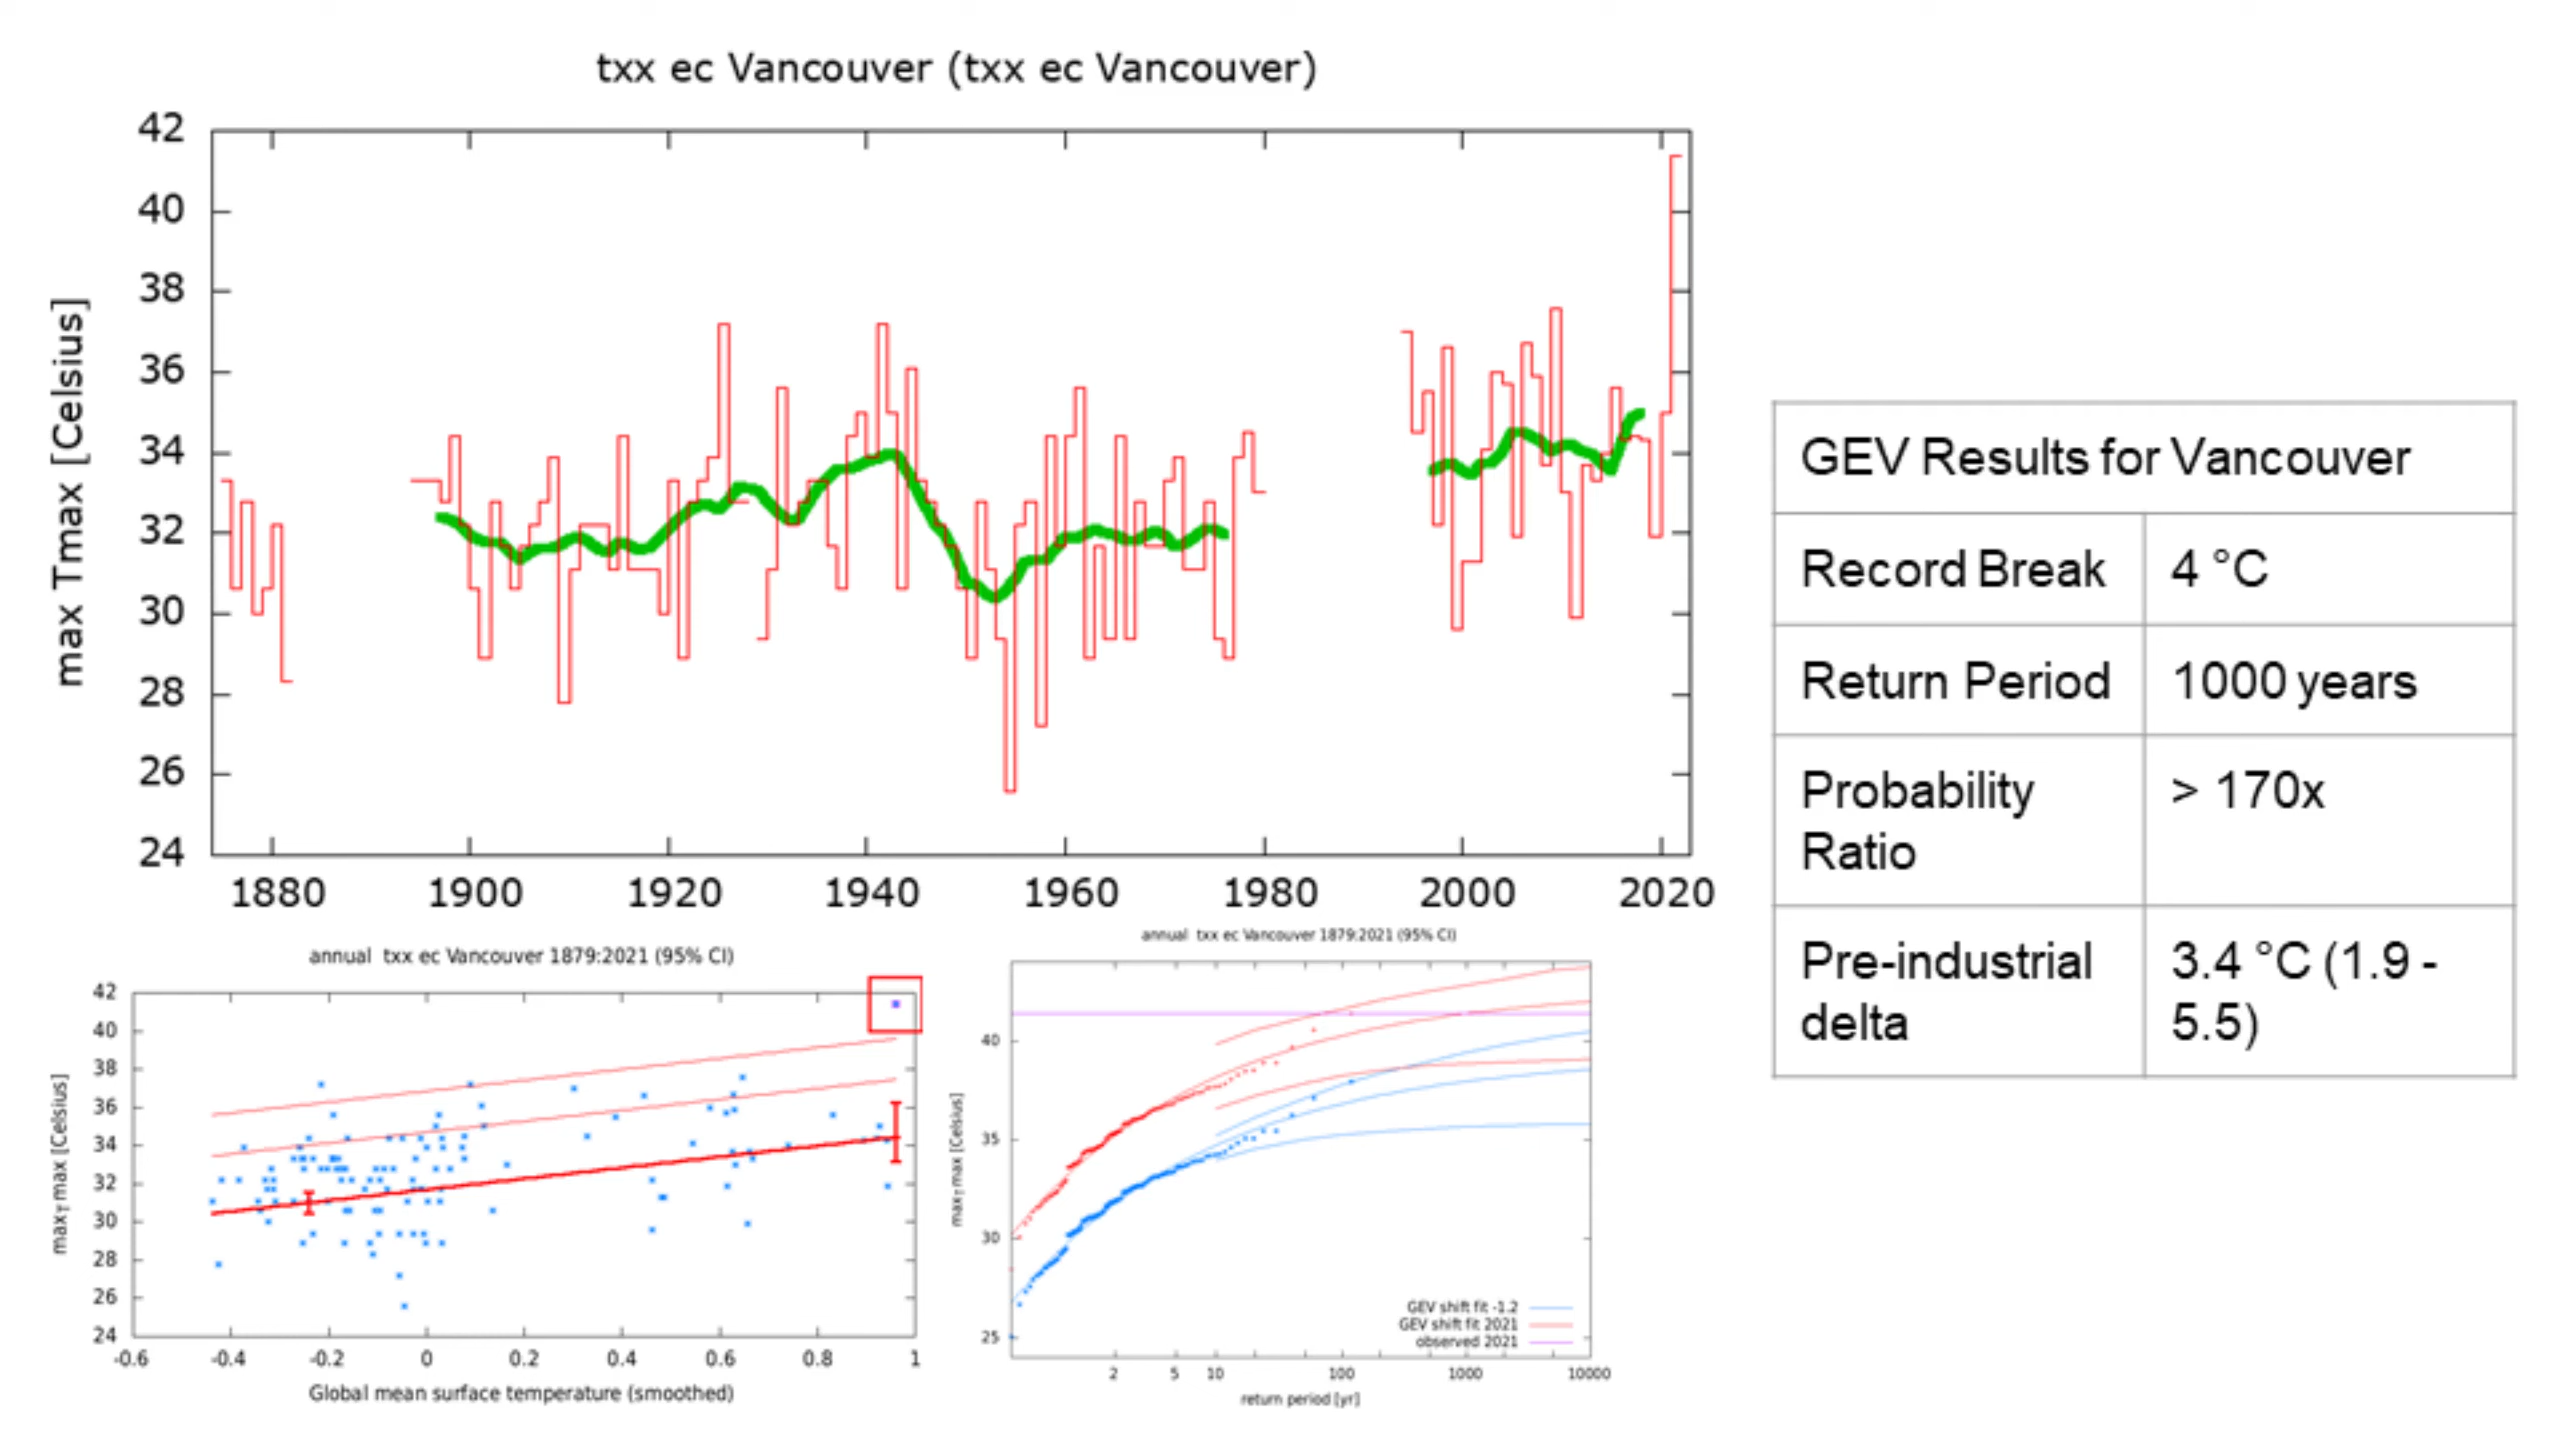 txx ec Vancouver (txx ec Vancouver)
max Tmax [Celsius]
42
40
38
36
34
32
30
28
26
24
1880 1900 1920 1940 1960 1980 2000 2020
GEV Results for Vancouver
Record Break 4 °C
Return Period 1000 years
Probability > 170x
Ratio
Pre-industrial 3.4 °C (1.9 -
delta 5.5)
annual txx ec Vancouver 1879:2021 (95% CI)
maxTmax [Celsius]
42
40
38
36
34
32
30
28
26
24
-0.6 -0.4 -0.2 0 0.2 0.4 0.6 0.8 1
Global mean surface temperature (smoothed)
annual txx ec Vancouver 1879:2021 (95% CI)
maxTmax [Celsius]
40
35
30
25
GEV shift fit -1.2
GEV shift fit 2021
observed 2021
2 5 10 100 1000 10000
return period [yr]